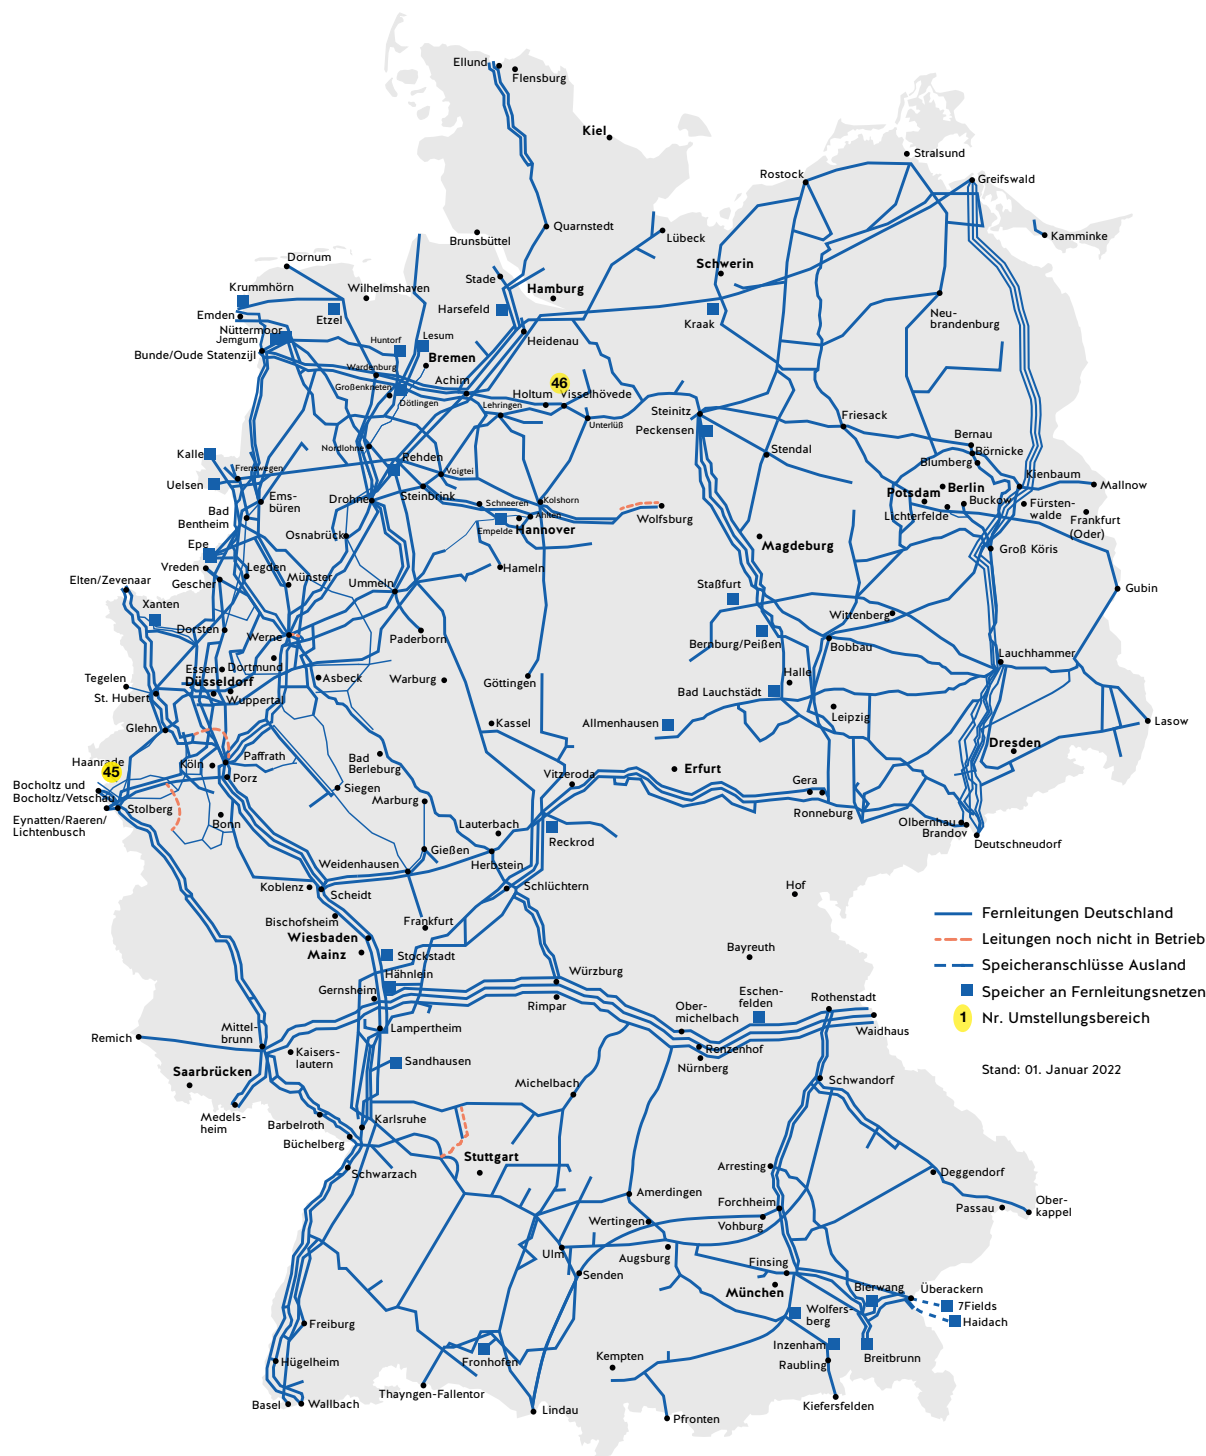 Ellund
Flensburg
Kiel
Stralsund
Rostock
Greifswald
Quarnstedt
Brunsbüttel
Lübeck
Kamminke
Dornum
Schwerin
Stade
Krummhörn
Wilhelmshaven
Hamburg
Harsefeld
Emden
Etzel
Kraak
Neu-
brandenburg
Nüttermoor
Jemgum
Huntorf
Lesum
Heidenau
Bunde/Oude Statenzijl
Bremen
Wardenburg
Achim
46
Großenkneten
Holtum
Visselhövede
Dötlingen
Lehringen
Steinitz
Friesack
Unterlüß
Peckensen
Bernau
Nordlohne
Stendal
Börnicke
Kalle
Rehden
Blumberg
Frenswegen
Voigtei
Kienbaum
Uelsen
Mallnow
Potsdam
Berlin
Ems-
büren
Drohne
Steinbrink
Schneeren
Kolshorn
Buckow
Fürsten-
walde
Bad
Bentheim
Ahlten
Wolfsburg
Lichterfelde
Frankfurt
(Oder)
Osnabrück
Empelde
Hannover
Epe
Magdeburg
Groß Köris
Vreden
Legden
Hameln
Elten/Zevenaar
Gescher
Münster
Ummeln
Staßfurt
Gubin
Xanten
Wittenberg
Dorsten
Werne
Paderborn
Bernburg/Peißen
Bobbau
Lauchhammer
Essen
Dortmund
Tegelen
Düsseldorf
Asbeck
Warburg
Göttingen
Halle
St. Hubert
Wuppertal
Bad Lauchstädt
Glehn
Kassel
Allmenhausen
Leipzig
Lasow
Dresden
Haanrade
Köln
Paffrath
Bad
Berleburg
45
Porz
Vitzeroda
Erfurt
Gera
Bocholtz und
Bocholtz/Vetschau
Siegen
Stolberg
Marburg
Ronneburg
Eynatten/Raeren/
Lichtenbusch
Bonn
Lauterbach
Olbernhau
Brandov
Reckrod
Deutschneudorf
Weidenhausen
Gießen
Herbstein
Koblenz
Scheidt
Schlüchtern
Hof
Bischofsheim
Frankfurt
Fernleitungen Deutschland
Wiesbaden
Leitungen noch nicht in Betrieb
Mainz
Stockstadt
Bayreuth
Speicheranschlüsse Ausland
Hähnlein
Würzburg
Gernsheim
Eschen-
felden
Rothenstadt
Speicher an Fernleitungsnetzen
Rimpar
Ober-
michelbach
1
Nr. Umstellungsbereich
Remich
Mittel-
brunn
Lampertheim
Waidhaus
Kaisers-
lautern
Renzenhof
Saarbrücken
Sandhausen
Nürnberg
Stand: 01. Januar 2022
Michelbach
Schwandorf
Medels-
heim
Barbelroth
Karlsruhe
Büchelberg
Stuttgart
Schwarzach
Arresting
Deggendorf
Amerdingen
Forchheim
Passau
Ober-
kappel
Wertingen
Vohburg
Ulm
Augsburg
Finsing
Senden
München
Bierwang
Überackern
7Fields
Freiburg
Wolfers-
berg
Haidach
Hügelheim
Fronhofen
Kempten
Inzenham
Breitbrunn
Raubling
Thayngen-Fallentor
Basel
Wallbach
Lindau
Kiefersfelden
Pfronten